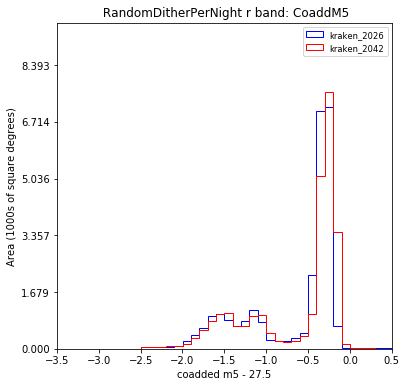 RandomDitherPerNight r band: CoaddM5
kraken_2026
kraken_2042
Area (1000s of square degrees)
8.393
6.714
5.036
3.357
1.679
0.000
−3.5 −3.0 −2.5 −2.0 −1.5 −1.0 −0.5 0.0 0.5
coadded m5 - 27.5